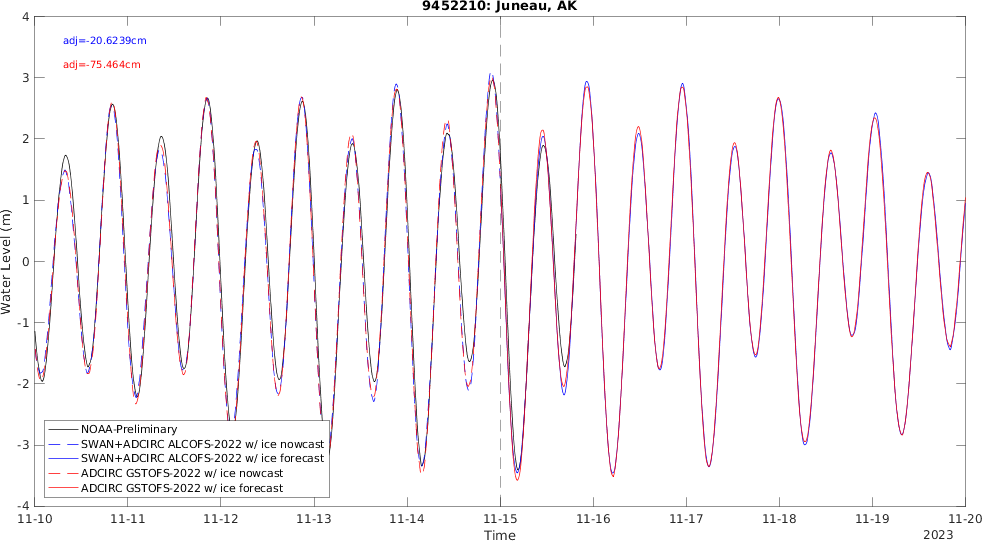 9452210: Juneau, AK
adj=-20.6239cm
adj=-75.464cm
Water Level (m)
4
3
2
1
0
-1
-2
-3
-4
NOAA-Preliminary
SWAN+ADCIRC ALCOFS-2022 w/ ice nowcast
SWAN+ADCIRC ALCOFS-2022 w/ ice forecast
ADCIRC GSTOFS-2022 w/ ice nowcast
ADCIRC GSTOFS-2022 w/ ice forecast
11-10 11-11 11-12 11-13 11-14 11-15 11-16 11-17 11-18 11-19 11-20
Time
2023